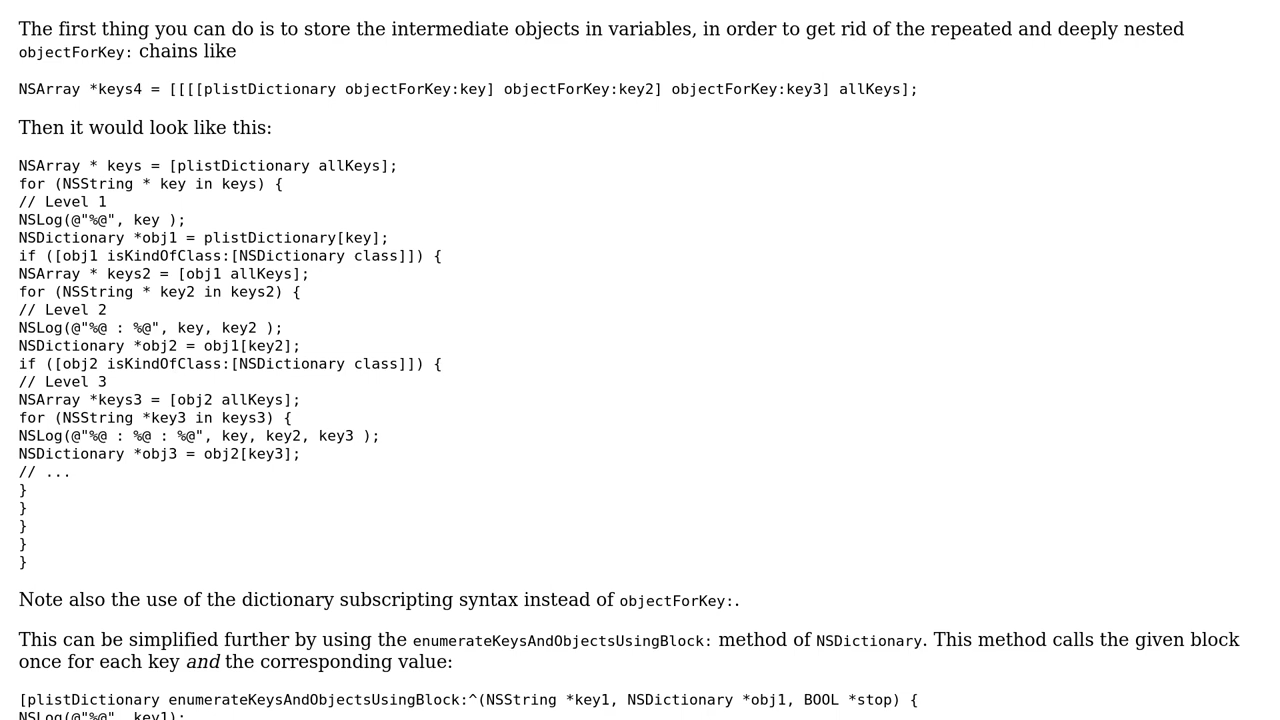 The first thing you can do is to store the intermediate objects in variables, in order to get rid of the repeated and deeply nested
objectForKey: chains like
NSArray *keys4 = [[[[plistDictionary objectForKey:key] objectForKey:key2] objectForKey:key3] allKeys];
Then it would look like this:
NSArray * keys = [plistDictionary allKeys];
for (NSString * key in keys) {
// Level 1
NSLog(@"%@", key );
NSDictionary *obj1 = plistDictionary[key];
if ([obj1 isKindOfClass:[NSDictionary class]]) {
NSArray * keys2 = [obj1 allKeys];
for (NSString * key2 in keys2) {
// Level 2
NSLog(@"%@ : %@", key, key2 );
NSDictionary *obj2 = obj1[key2];
if ([obj2 isKindOfClass:[NSDictionary class]]) {
// Level 3
NSArray *keys3 = [obj2 allKeys];
for (NSString *key3 in keys3) {
NSLog(@"%@ : %@ : %@", key, key2, key3 );
NSDictionary *obj3 = obj2[key3];
// ...
}
}
}
}
}
Note also the use of the dictionary subscripting syntax instead of objectForKey:.
This can be simplified further by using the enumerateKeysAndObjectsUsingBlock: method of NSDictionary. This method calls the given block
once for each key and the corresponding value:
[plistDictionary enumerateKeysAndObjectsUsingBlock:^(NSString *key1, NSDictionary *obj1, BOOL *stop) {
NSLog(@"%@", key1);